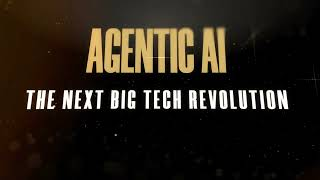 AGENTIC AI
THE NEXT BIG TECH REVOLUTION